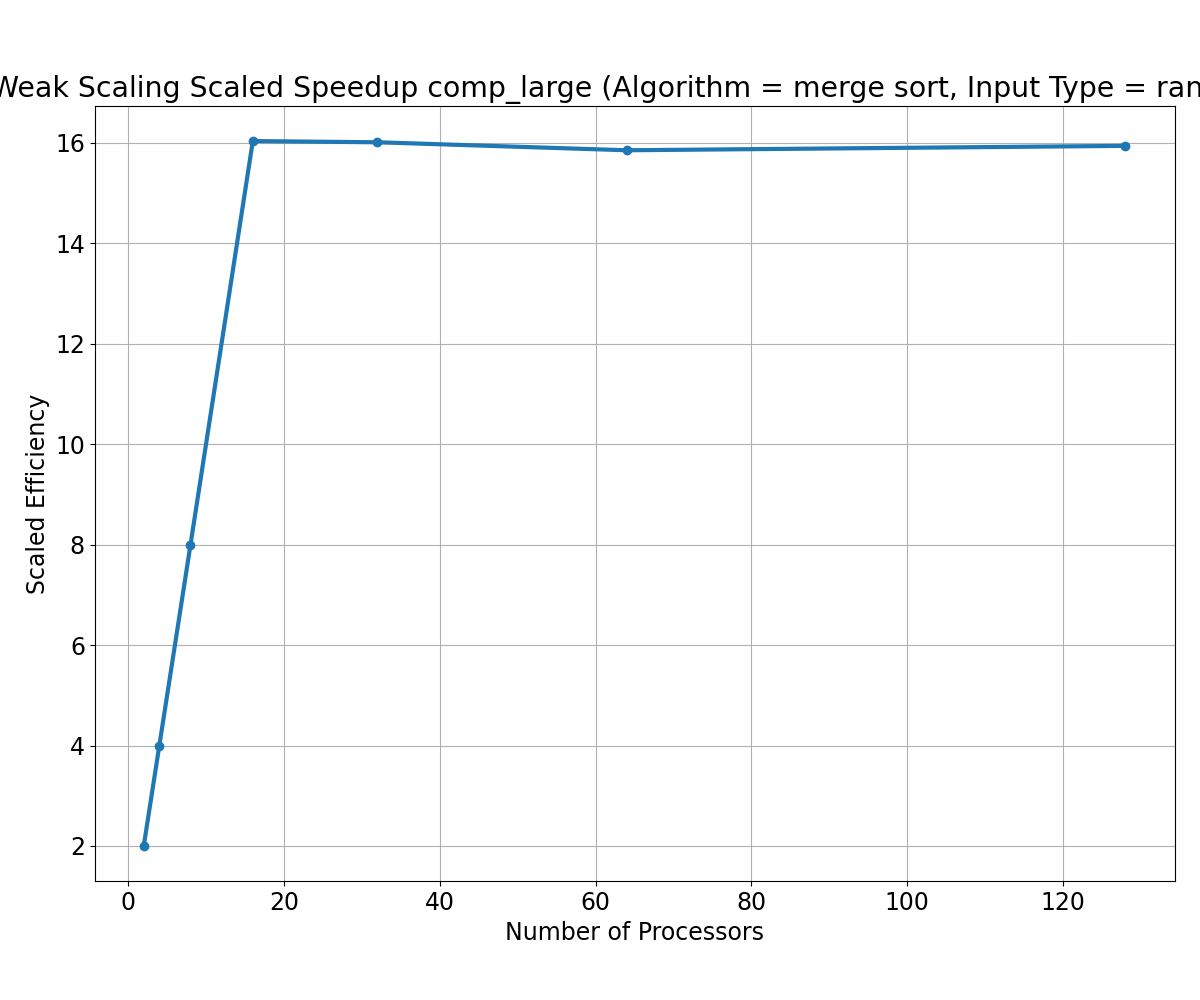 Weak Scaling Scaled Speedup comp_large (Algorithm = merge sort, Input Type = ran
16
14
12
10
8
6
4
2
Scaled Efficiency
0 20 40 60 80 100 120
Number of Processors